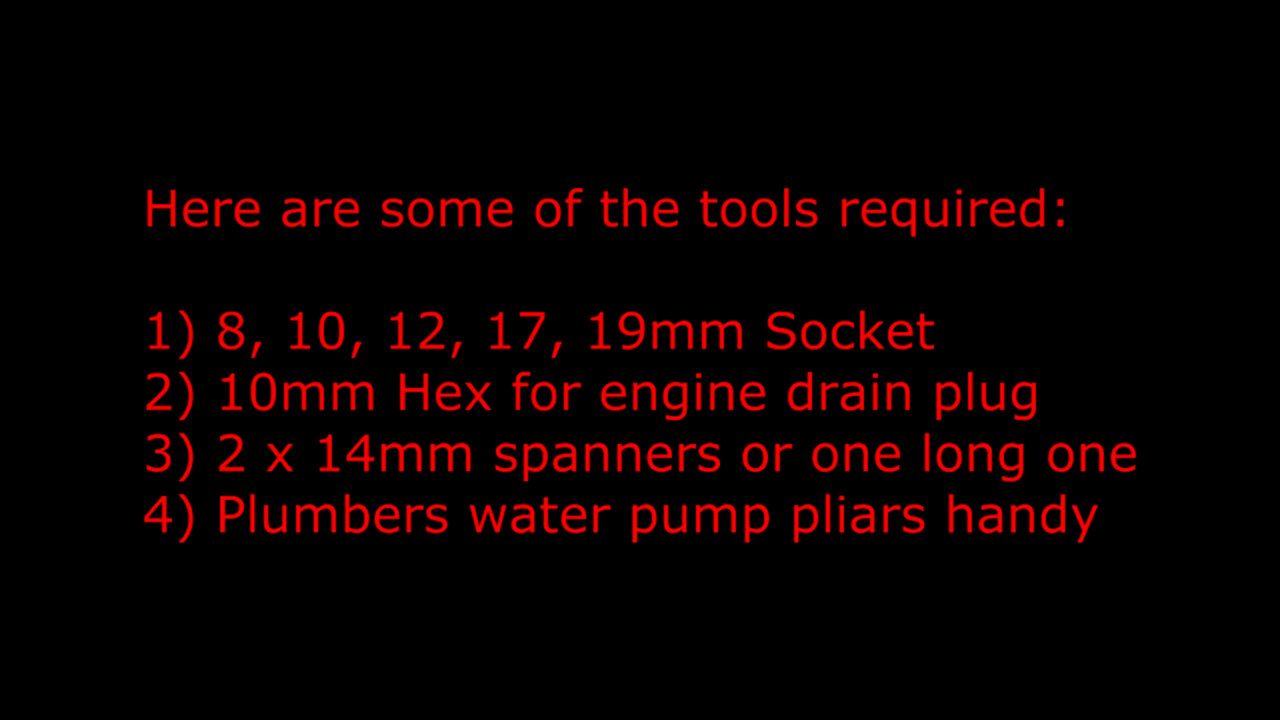 Here are some of the tools required:
1) 8, 10, 12, 17, 19mm Socket
2) 10mm Hex for engine drain plug
3) 2 x 14mm spanners or one long one
4) Plumbers water pump pliars handy